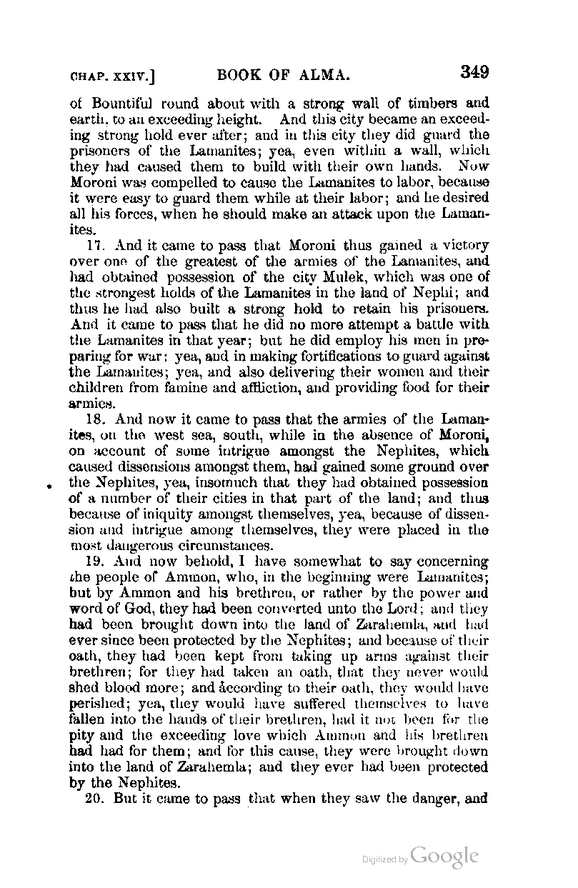 CHAP. XXIV.] BOOK OF ALMA. 349
of Bountiful round about with a strong wall of timbers and
earth, to an exceeding height. And this city became an exceed-
ing strong hold ever after; and in this city they did guard the
prisoners of the Lamanites; yea, even within a wall, which
they had caused them to build with their own hands. Now
Moroni was compelled to cause the Lamanites to labor, because
it were easy to guard them while at their labor; and he desired
all his forces, when he should make an attack upon the Laman-
ites.
17. And it came to pass that Moroni thus gained a victory
over one of the greatest of the armies of the Lamanites, and
had obtained possession of the city Mulek, which was one of
the strongest holds of the Lamanites in the land of Nephi; and
thus he had also built a strong hold to retain his prisoners.
And it came to pass that he did no more attempt a battle with
the Lamanites in that year; but he did employ his men in pre-
paring for war; yea, and in making fortifications to guard against
the Lamanites; yea, and also delivering their women and their
children from famine and affliction, and providing food for their
armies.
18. And now it came to pass that the armies of the Laman-
ites, on the west sea, south, while in the absence of Moroni,
on account of some intrigue amongst the Nephites, which
caused dissensions amongst them, had gained some ground over
the Nephites, yea, insomuch that they had obtained possession
of a number of their cities in that part of the land; and thus
because of iniquity amongst themselves, yea, because of dissen-
sion and intrigue among themselves, they were placed in the
most dangerous circumstances.
19. And now behold, I have somewhat to say concerning
the people of Ammon, who, in the beginning were Lamanites;
but by Ammon and his brethren, or rather by the power and
word of God, they had been converted unto the Lord; and they
had been brought down into the land of Zarahemla, and had
ever since been protected by the Nephites; and because of their
oath, they had been kept from taking up arms against their
brethren; for they had taken an oath, that they never would
shed blood more; and according to their oath, they would have
perished; yea, they would have suffered themselves to have
fallen into the hands of their brethren, had it not been for the
pity and the exceeding love which Ammon and his brethren
had had for them; and for this cause, they were brought down
into the land of Zarahemla; and they ever had been protected
by the Nephites.
20. But it came to pass that when they saw the danger, and
Digitized by Google